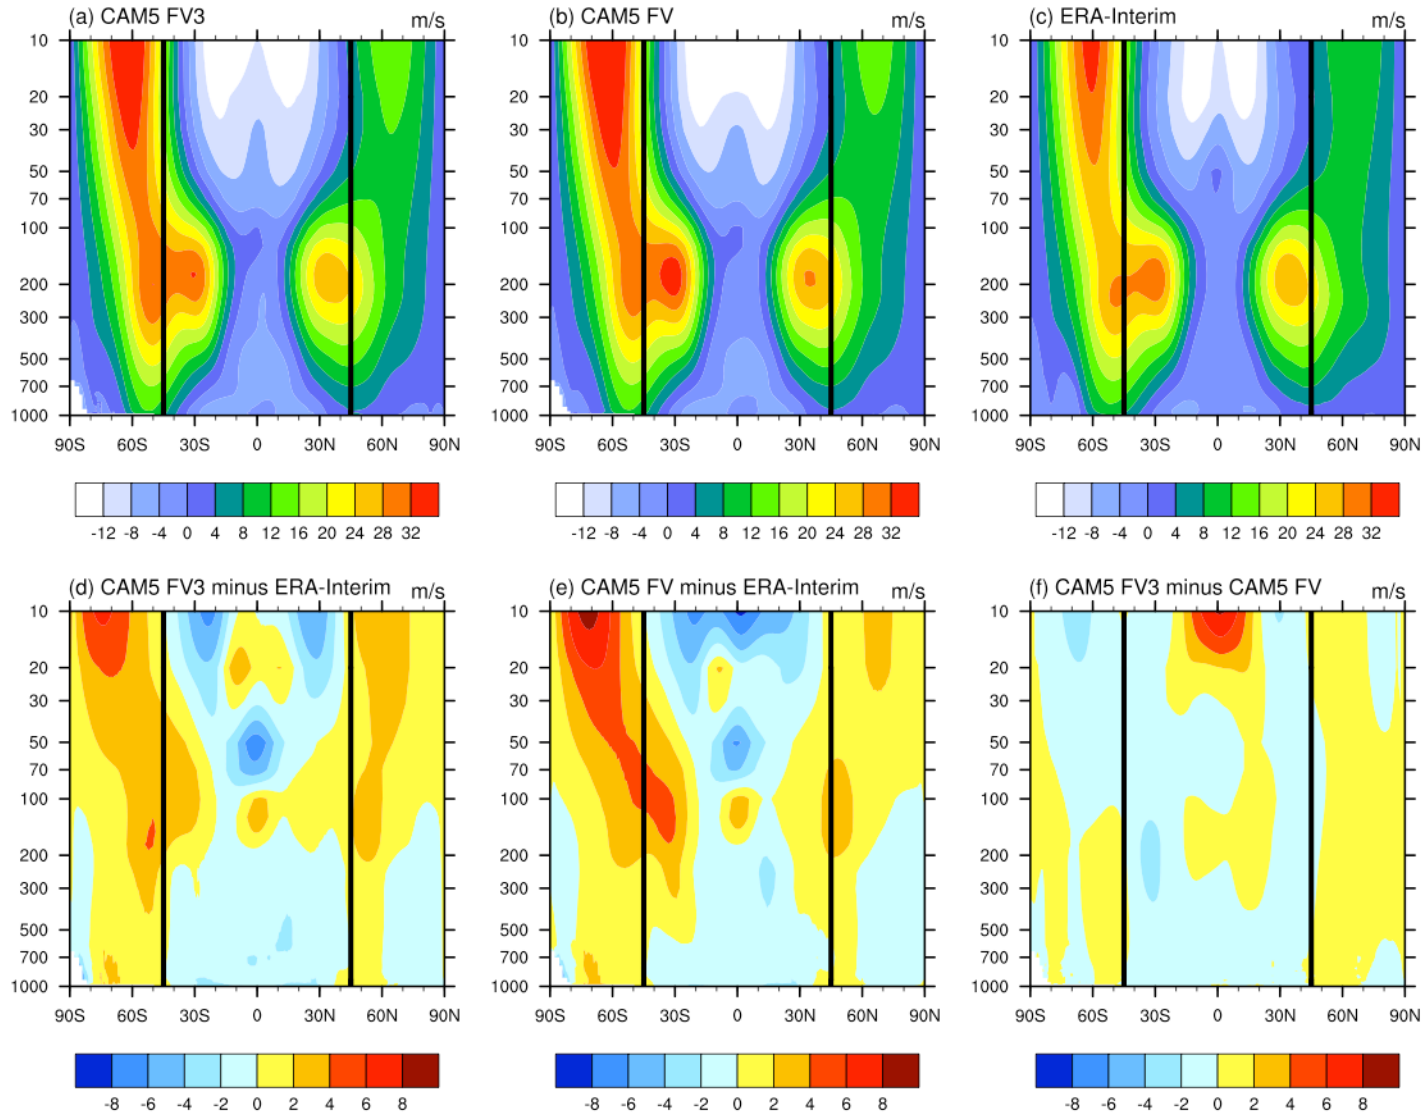 (a) CAM5 FV3 m/s
(b) CAM5 FV m/s
(c) ERA-Interim m/s
10 10 10
20 20 20
30 30 30
50 50 50
70 70 70
100 100 100
200 200 200
300 300 300
500 500 500
700 700 700
1000 1000 1000
90S 60S 30S 0 30N 60N 90N
90S 60S 30S 0 30N 60N 90N
90S 60S 30S 0 30N 60N 90N
-12 -8 -4 0 4 8 12 16 20 24 28 32
-12 -8 -4 0 4 8 12 16 20 24 28 32
-12 -8 -4 0 4 8 12 16 20 24 28 32
(d) CAM5 FV3 minus ERA-Interim m/s
(e) CAM5 FV minus ERA-Interim m/s
(f) CAM5 FV3 minus CAM5 FV m/s
10 10 10
20 20 20
30 30 30
50 50 50
70 70 70
100 100 100
200 200 200
300 300 300
500 500 500
700 700 700
1000 1000 1000
90S 60S 30S 0 30N 60N 90N
90S 60S 30S 0 30N 60N 90N
90S 60S 30S 0 30N 60N 90N
-8 -6 -4 -2 0 2 4 6 8
-8 -6 -4 -2 0 2 4 6 8
-8 -6 -4 -2 0 2 4 6 8